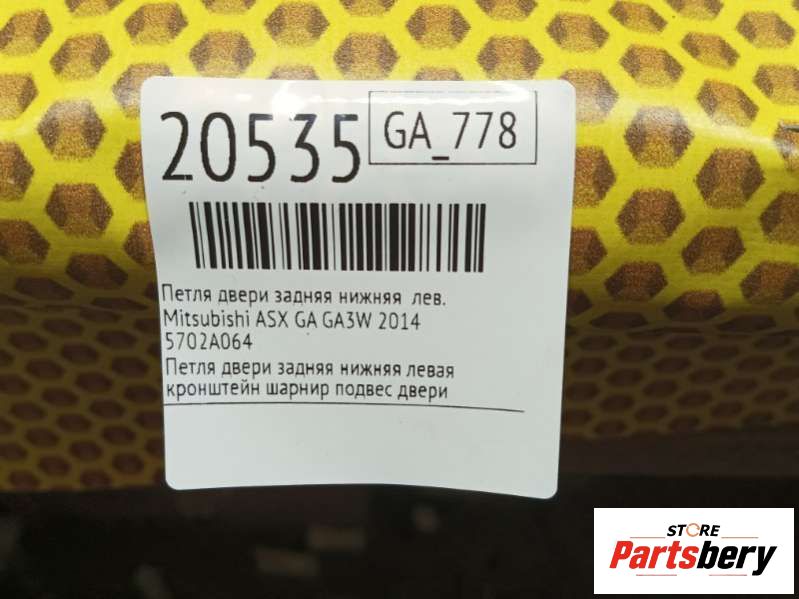 20535
GA_778
Петля двери задняя нижняя лев.
Mitsubishi ASX GA GA3W 2014
5702A064
Петля двери задняя нижняя левая
кронштейн шарнир подвес двери
STORE
Partsbery